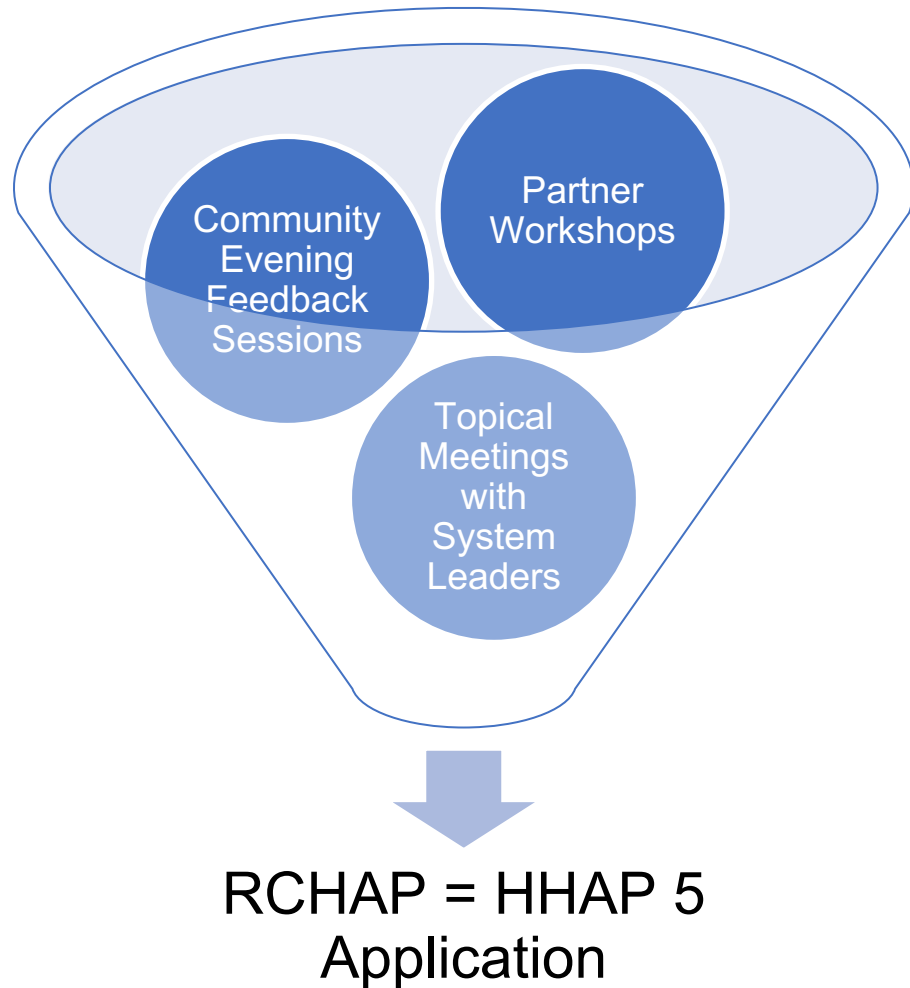 Community
Evening
Feedback
Sessions
Partner
Workshops
Topical
Meetings
with
System
Leaders
RCHAP = HHAP 5
Application